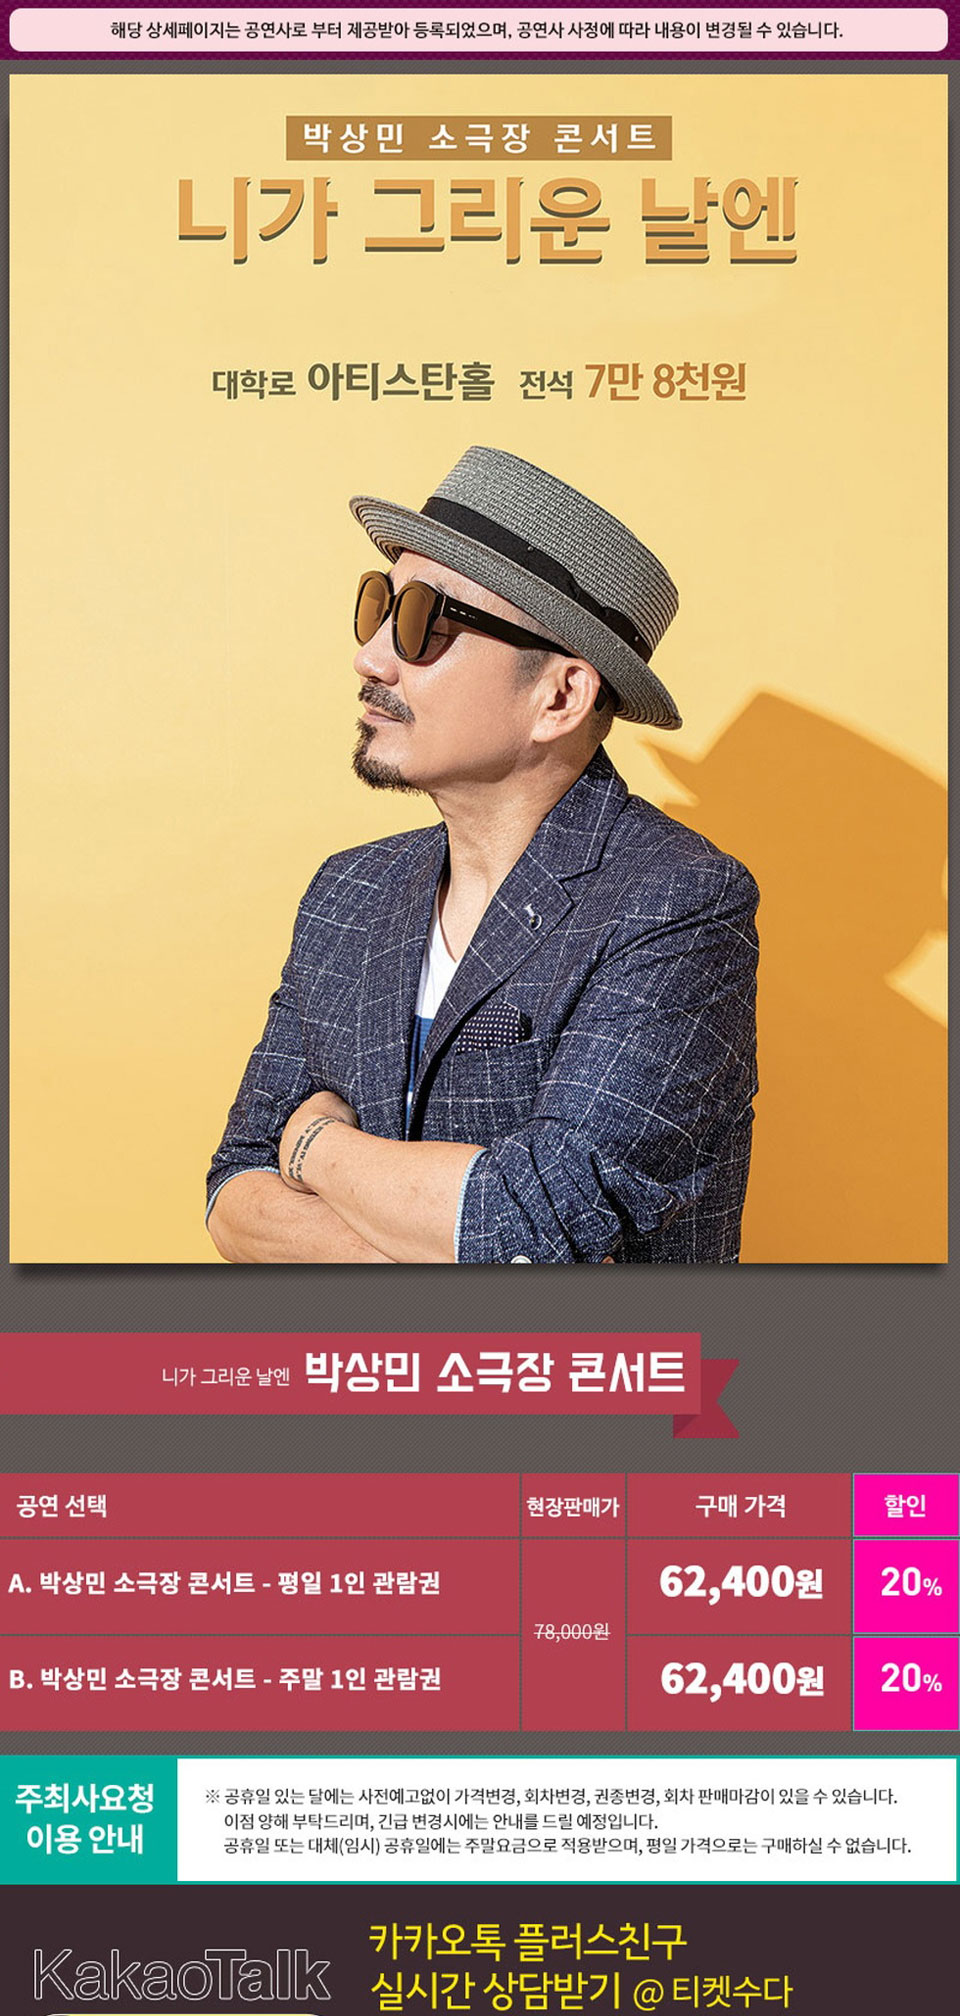 해당 상세페이지는 공연사로 부터 제공받아 등록되었으며, 공연사 사정에 따라 내용이 변경될 수 있습니다.
박상민 소극장 콘서트
니가 그리운 날엔
대학로 아티스탄홀 전석 7만 8천원
니가 그리운 날엔 박상민 소극장 콘서트
공연 선택 현장판매가 구매 가격 할인
A. 박상민 소극장 콘서트 - 평일 1인 관람권 62,400원 20%
78,000원
B. 박상민 소극장 콘서트 - 주말 1인 관람권 62,400원 20%
주최사요청
이용 안내
※ 공휴일 있는 달에는 사전예고없이 가격변경, 회차변경, 권종변경, 회차 판매마감이 있을 수 있습니다.
이점 양해 부탁드리며, 긴급 변경시에는 안내를 드릴 예정입니다.
공휴일 또는 대체(임시) 공휴일에는 주말요금으로 적용받으며, 평일 가격으로는 구매하실 수 없습니다.
KakaoTalk
카카오톡 플러스친구
실시간 상담받기 @ 티켓수다